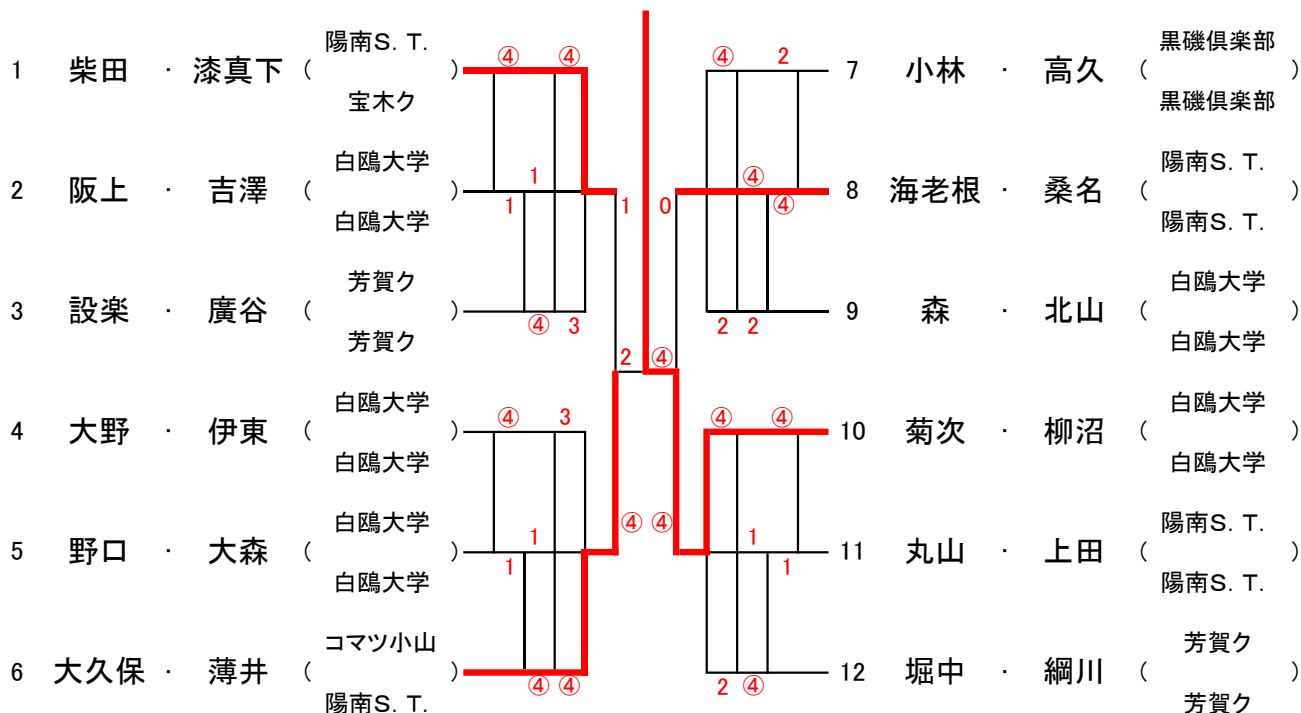 陽南S. T.
1 柴田 ・ 漆真下 ( )
宝木ク
白鴎大学
2 阪上 ・ 吉澤 ( )
白鴎大学
芳賀ク
3 設楽 ・ 廣谷 ( )
芳賀ク
白鴎大学
4 大野 ・ 伊東 ( )
白鴎大学
白鴎大学
5 野口 ・ 大森 ( )
白鴎大学
コマツ小山
6 大久保 ・ 薄井 ( )
陽南S. T.
④ ④
1
1
④ 3
1
2
④ 3
1
1
④ ④
④
④ 2
④
④
2 2
0
④
④ ④
1
1
2 ④
④
黒磯倶楽部
7 小林 ・ 高久 ( )
黒磯倶楽部
陽南S. T.
8 海老根 ・ 桑名 ( )
陽南S. T.
白鴎大学
9 森 ・ 北山 ( )
白鴎大学
白鴎大学
10 菊次 ・ 柳沼 ( )
白鴎大学
陽南S. T.
11 丸山 ・ 上田 ( )
陽南S. T.
芳賀ク
12 堀中 ・ 綱川 ( )
芳賀ク